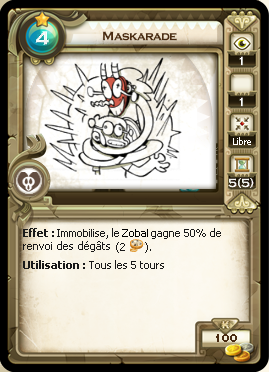 MASKARADE
4
1
1
Libre
5(5)
Effet : Immobilise, le Zobal gagne 50% de
renvoi des dégâts (2 ).
Utilisation : Tous les 5 tours
K
100